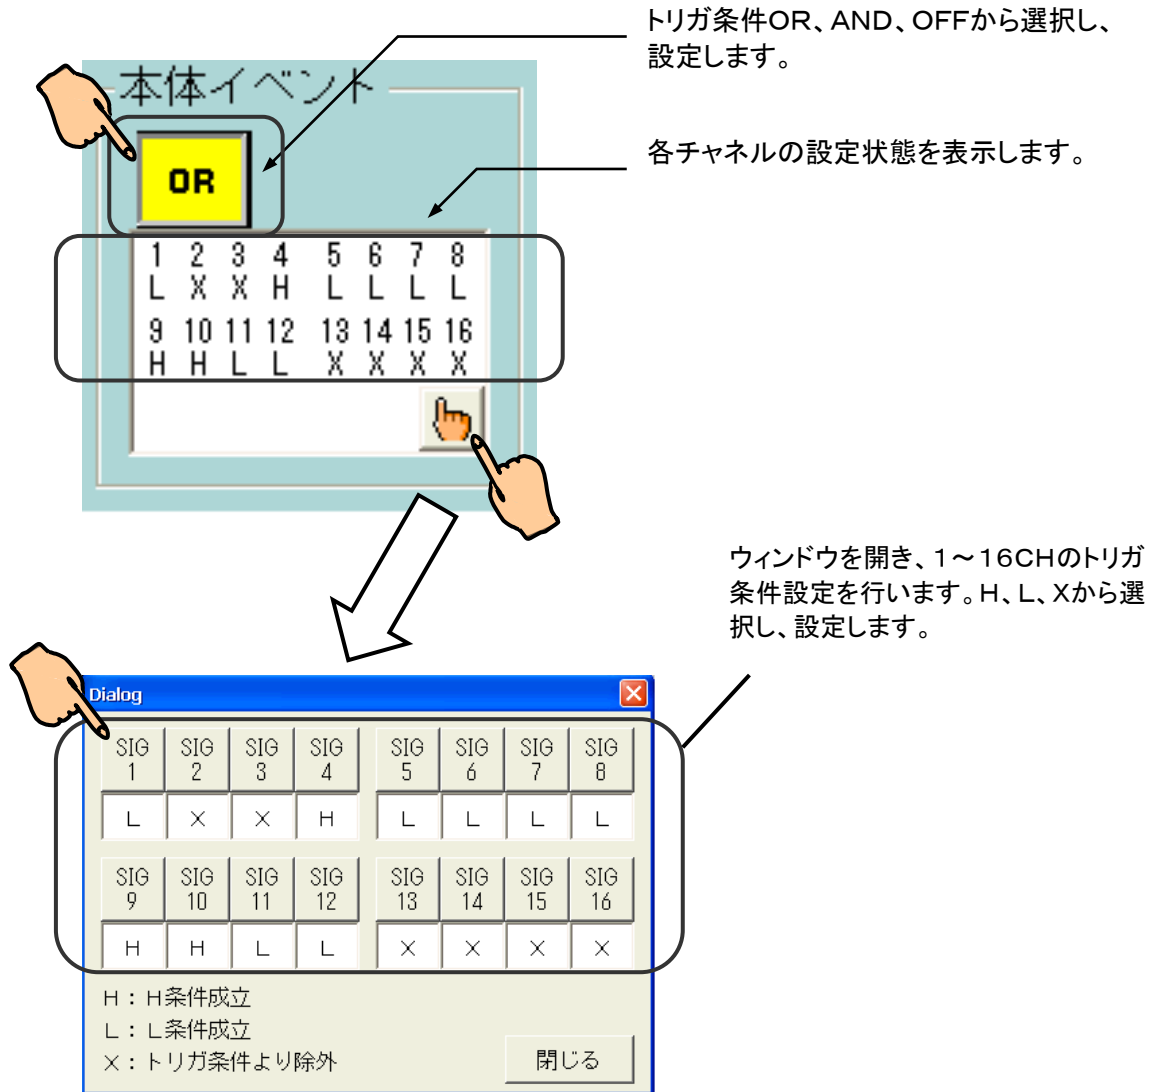 トリガ条件OR、AND、OFFから選択し、
設定します。
本体イベント
OR
各チャネルの設定状態を表示します。
1 2 3 4 5 6 7 8
L X X H L L L L
9 10 11 12 13 14 15 16
H H L L X X X X
ウィンドウを開き、1～16CHのトリガ
条件設定を行います。H、L、Xから選
択し、設定します。
Dialog
SIG SIG SIG SIG SIG SIG SIG SIG
1 2 3 4 5 6 7 8
L X X H L L L L
SIG SIG SIG SIG SIG SIG SIG SIG
9 10 11 12 13 14 15 16
H H L L X X X X
H：H条件成立
L：L条件成立
X：トリガ条件より除外
閉じる